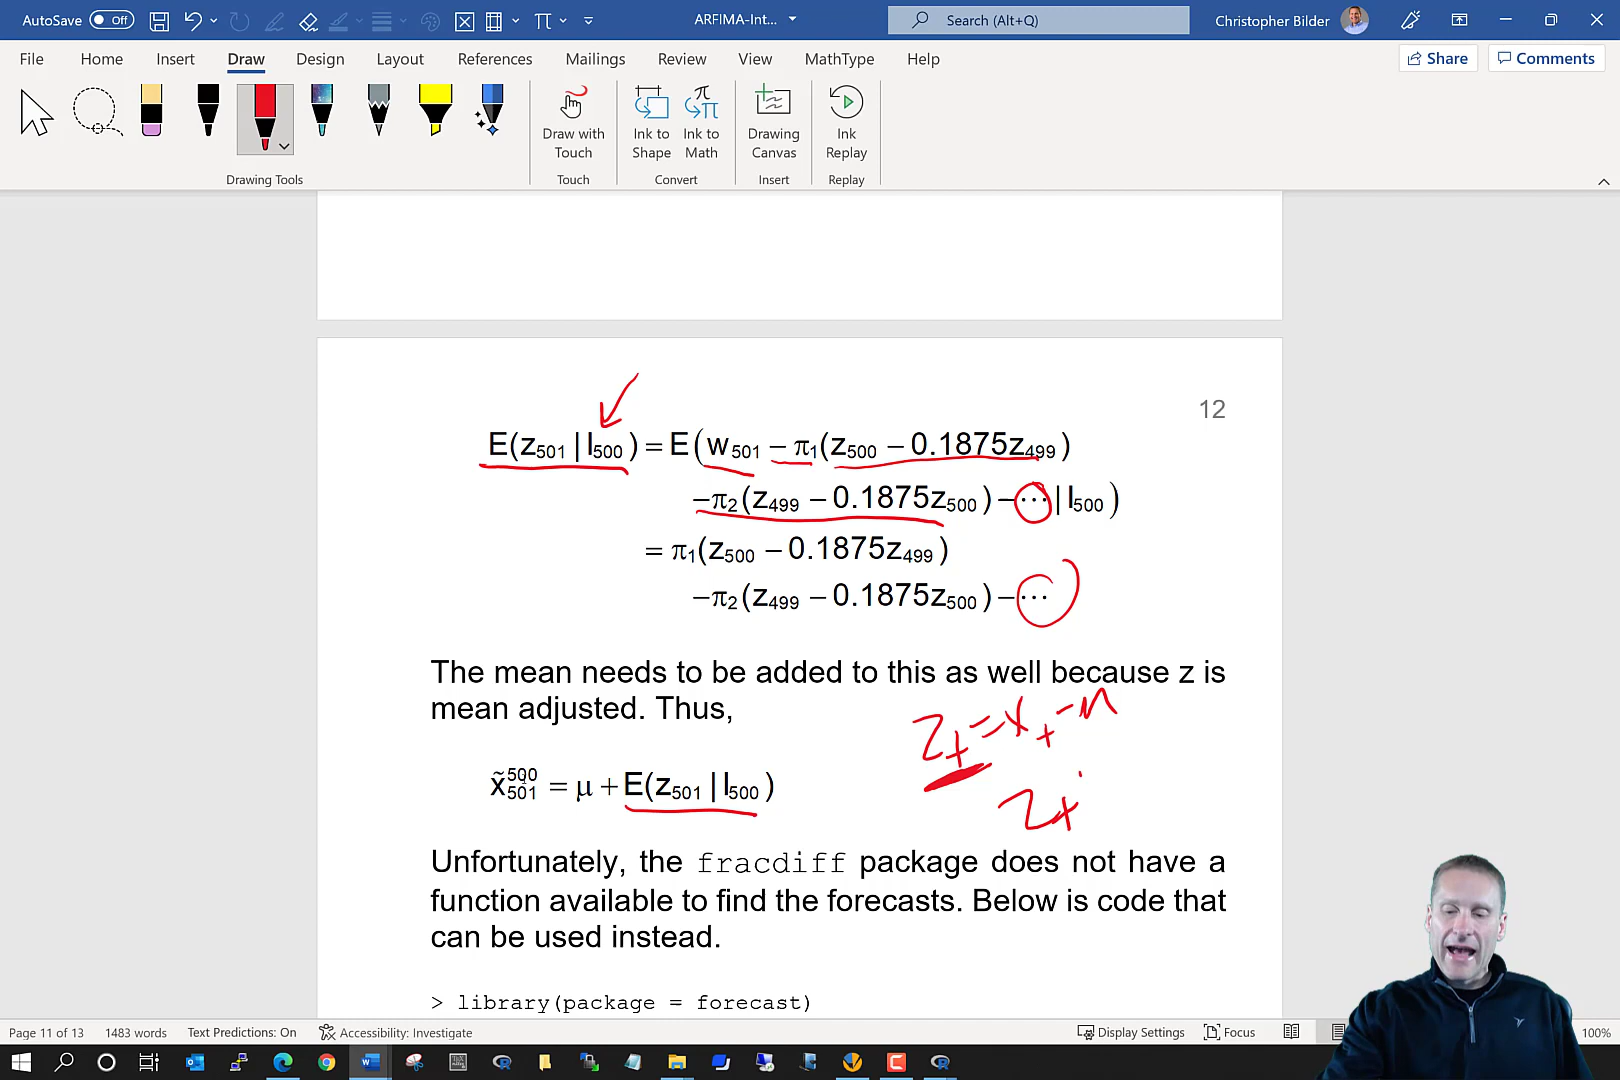 AutoSave Off ARFIMA-Int... Search (Alt+Q) Christopher Bilder
File Home Insert Draw Design Layout References Mailings Review View MathType Help Share Comments
Draw with Touch Ink to Shape Ink to Math Drawing Canvas Ink Replay
Drawing Tools Touch Convert Insert Replay
12
E(z₅₀₁ | I₅₀₀) = E(w₅₀₁ − π₁(z₅₀₀ − 0.1875z₄₉₉)
−π₂(z₄₉₉ − 0.1875z₅₀₀) − ⋯ | I₅₀₀)
= π₁(z₅₀₀ − 0.1875z₄₉₉)
−π₂(z₄₉₉ − 0.1875z₅₀₀) − ⋯
The mean needs to be added to this as well because z is
mean adjusted. Thus,
z_t = x_t − μ
x̃₅₀₁⁵⁰⁰ = μ + E(z₅₀₁ | I₅₀₀)
z_t
Unfortunately, the fracdiff package does not have a
function available to find the forecasts. Below is code that
can be used instead.
> library(package = forecast)
Page 11 of 13 1483 words Text Predictions: On Accessibility: Investigate Display Settings Focus 100%